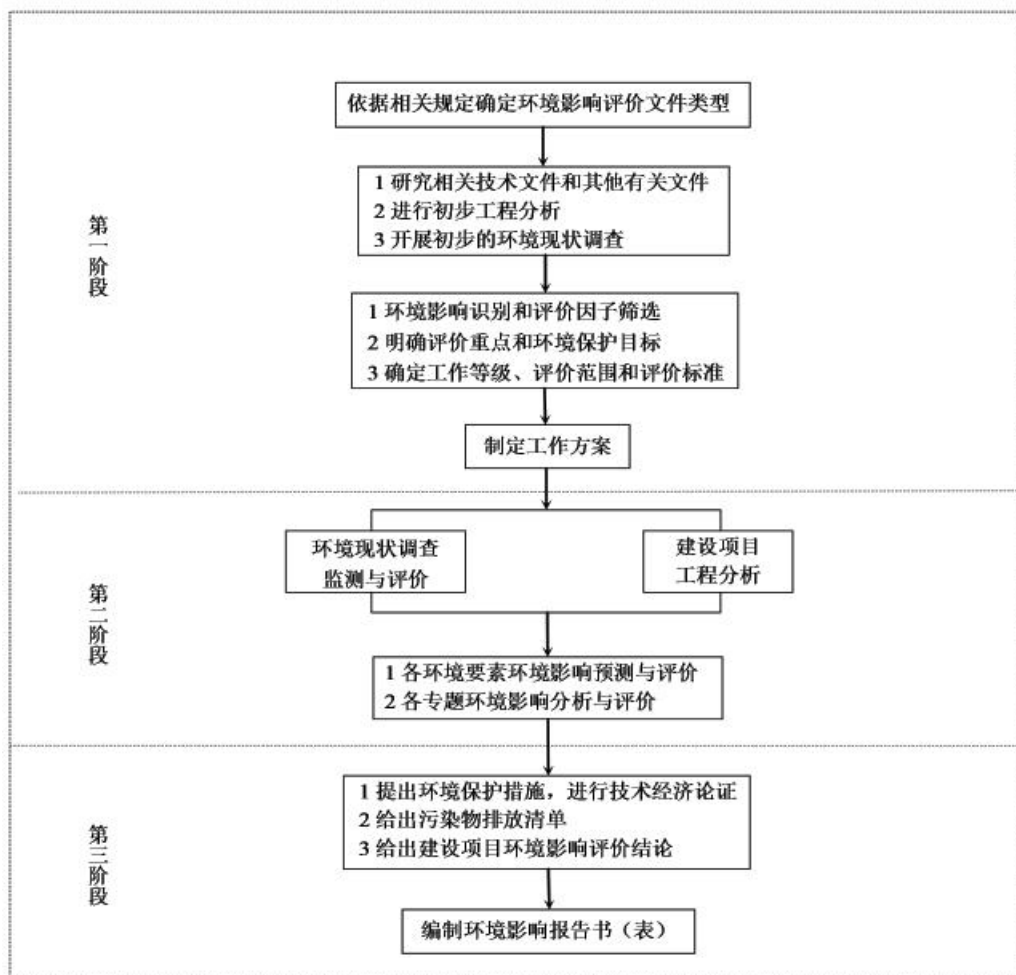 依据相关规定确定环境影响评价文件类型
1 研究相关技术文件和其他有关文件
2 进行初步工程分析
3 开展初步的环境现状调查
第一阶段
1 环境影响识别和评价因子筛选
2 明确评价重点和环境保护目标
3 确定工作等级、评价范围和评价标准
制定工作方案
环境现状调查
监测与评价
建设项目
工程分析
第二阶段
1 各环境要素环境影响预测与评价
2 各专题环境影响分析与评价
1 提出环境保护措施，进行技术经济论证
2 给出污染物排放清单
3 给出建设项目环境影响评价结论
第三阶段
编制环境影响报告书（表）